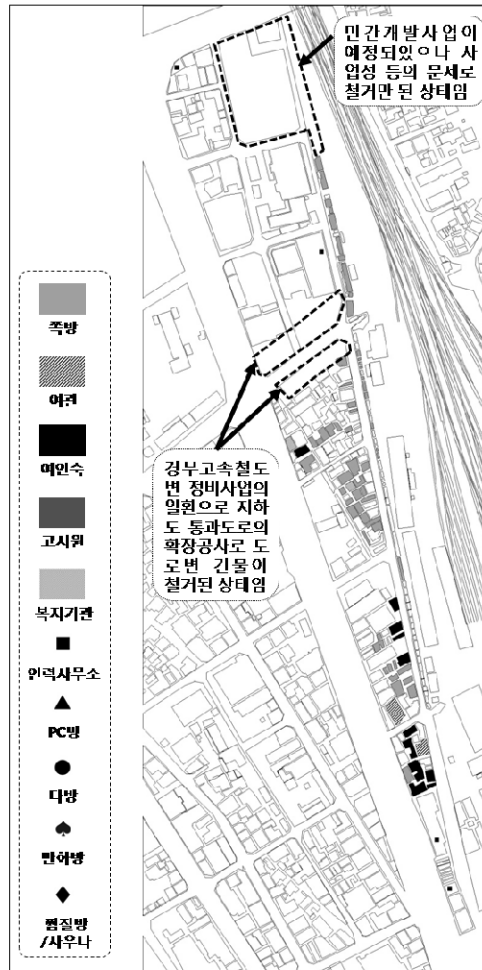 민간개발사업이
예정되있으나 사
업성 등의 문제로
철거만 된 상태임
쪽방
여관
여인숙
고시원
복지기관
인력사무소
PC방
다방
만화방
찜질방
/사우나
경부고속철도
변 정비사업의
일환으로 지하
도 통과도로의
확장공사로 도
로변 건물이
철거된 상태임